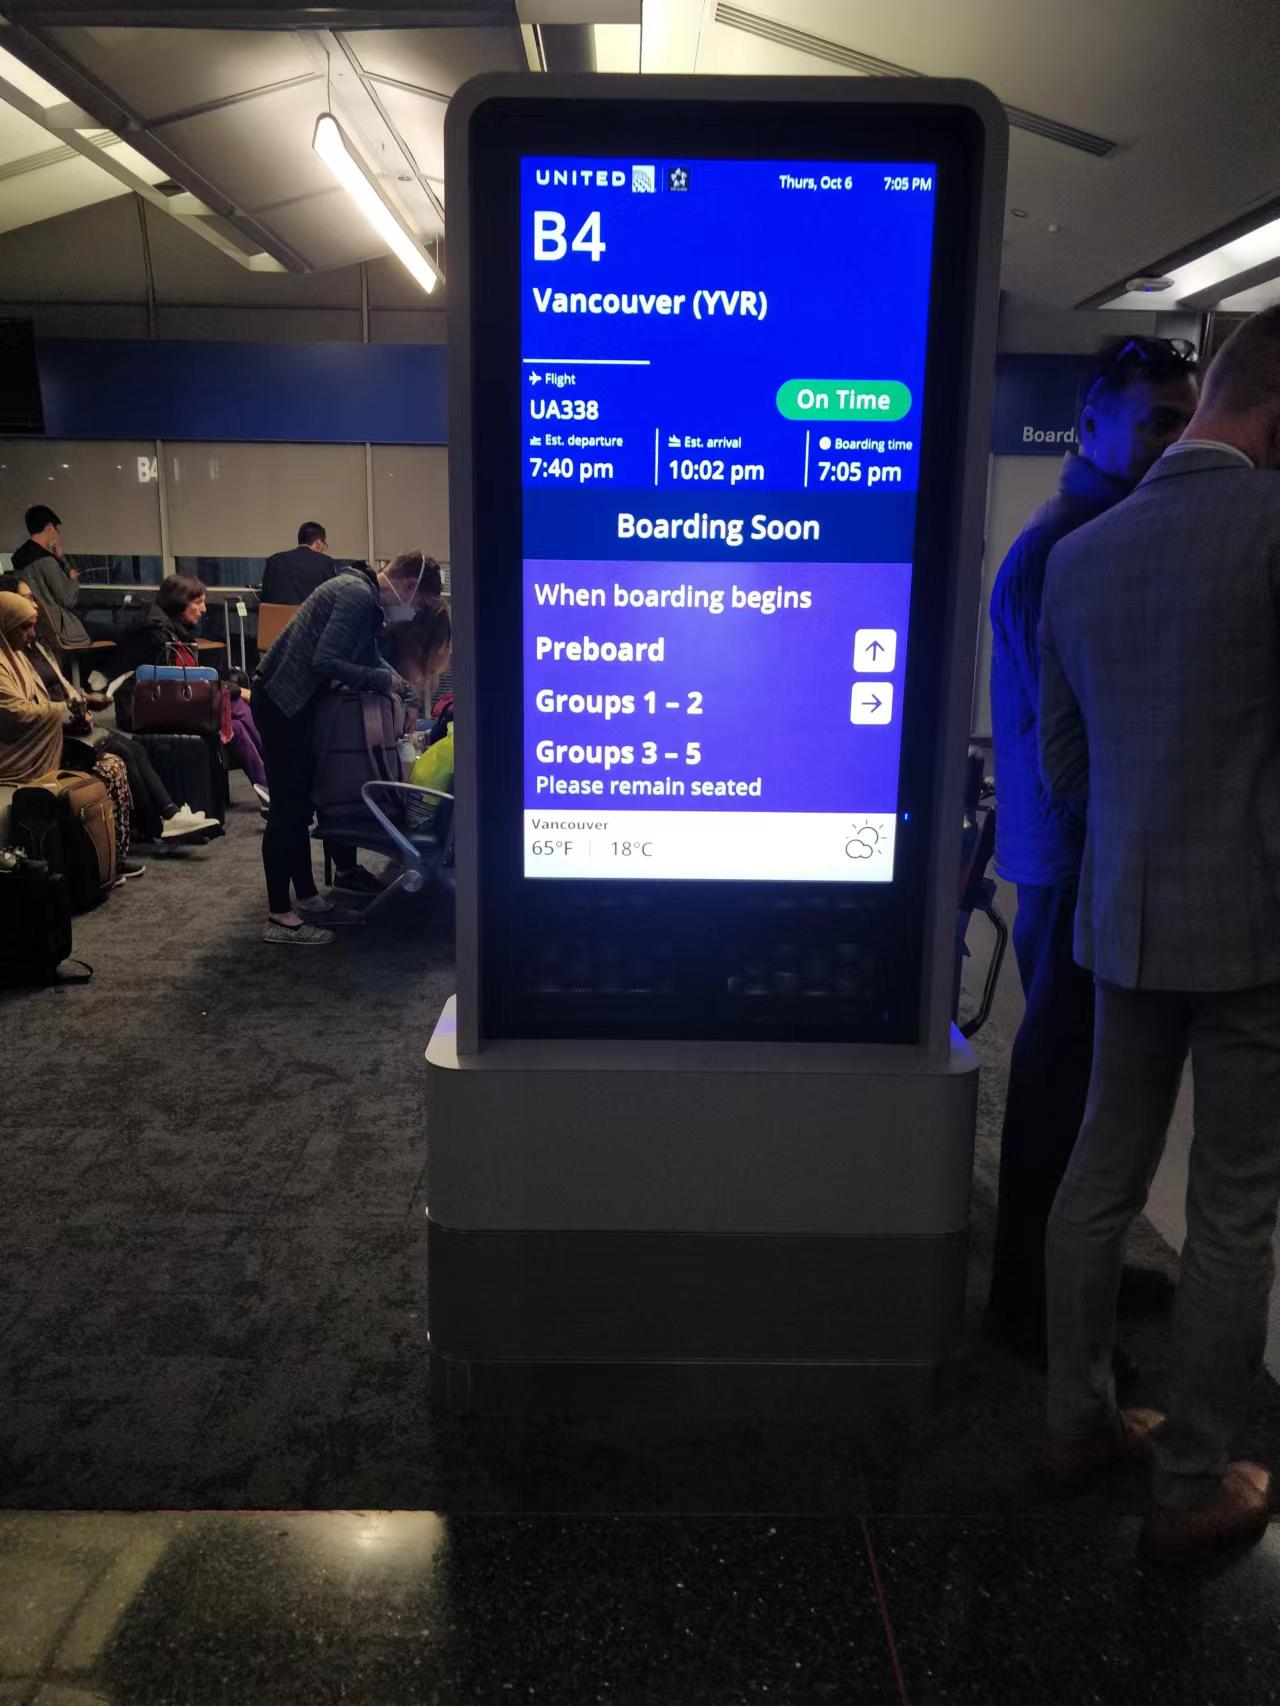 UNITED
Thurs, Oct 6 7:05 PM
B4
Vancouver (YVR)
Flight
UA338
On Time
Est. departure Est. arrival Boarding time
7:40 pm 10:02 pm 7:05 pm
Boarding Soon
When boarding begins
Preboard
Groups 1 – 2
Groups 3 – 5
Please remain seated
Vancouver
65°F 18°C
B4
Board